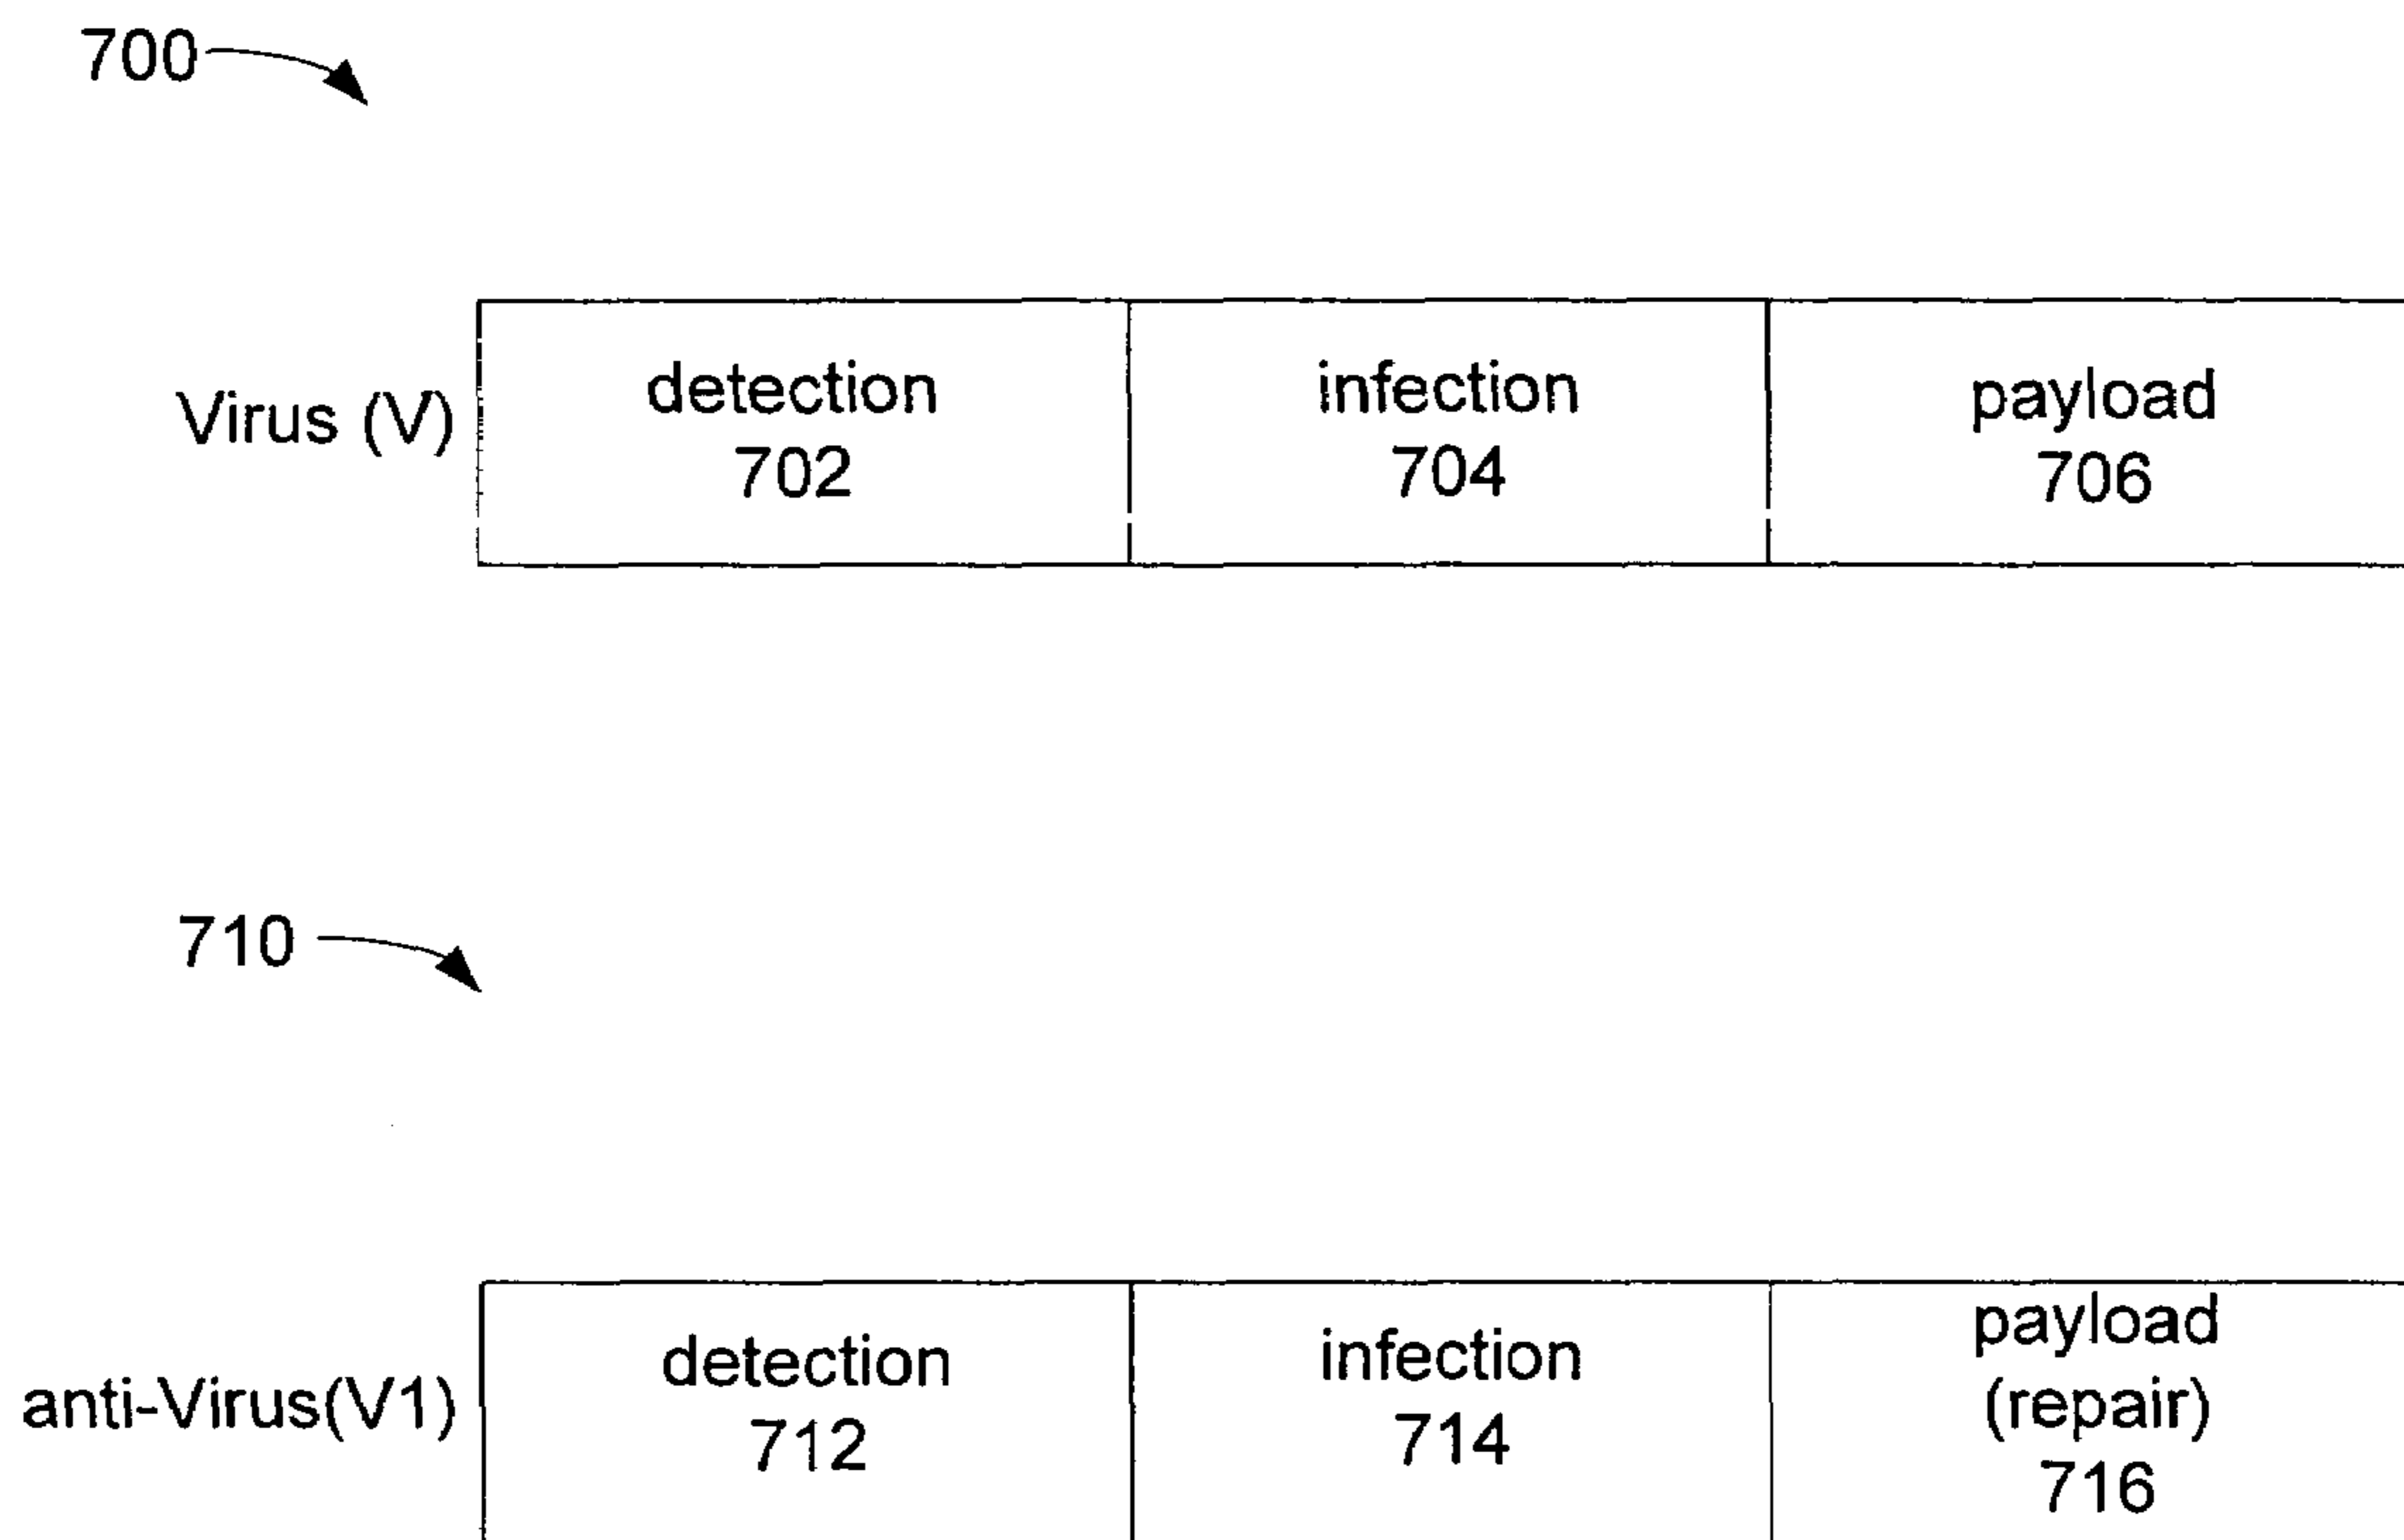 700
Virus (V)
detection
702
infection
704
payload
706
710
anti-Virus(V1)
detection
712
infection
714
payload
(repair)
716